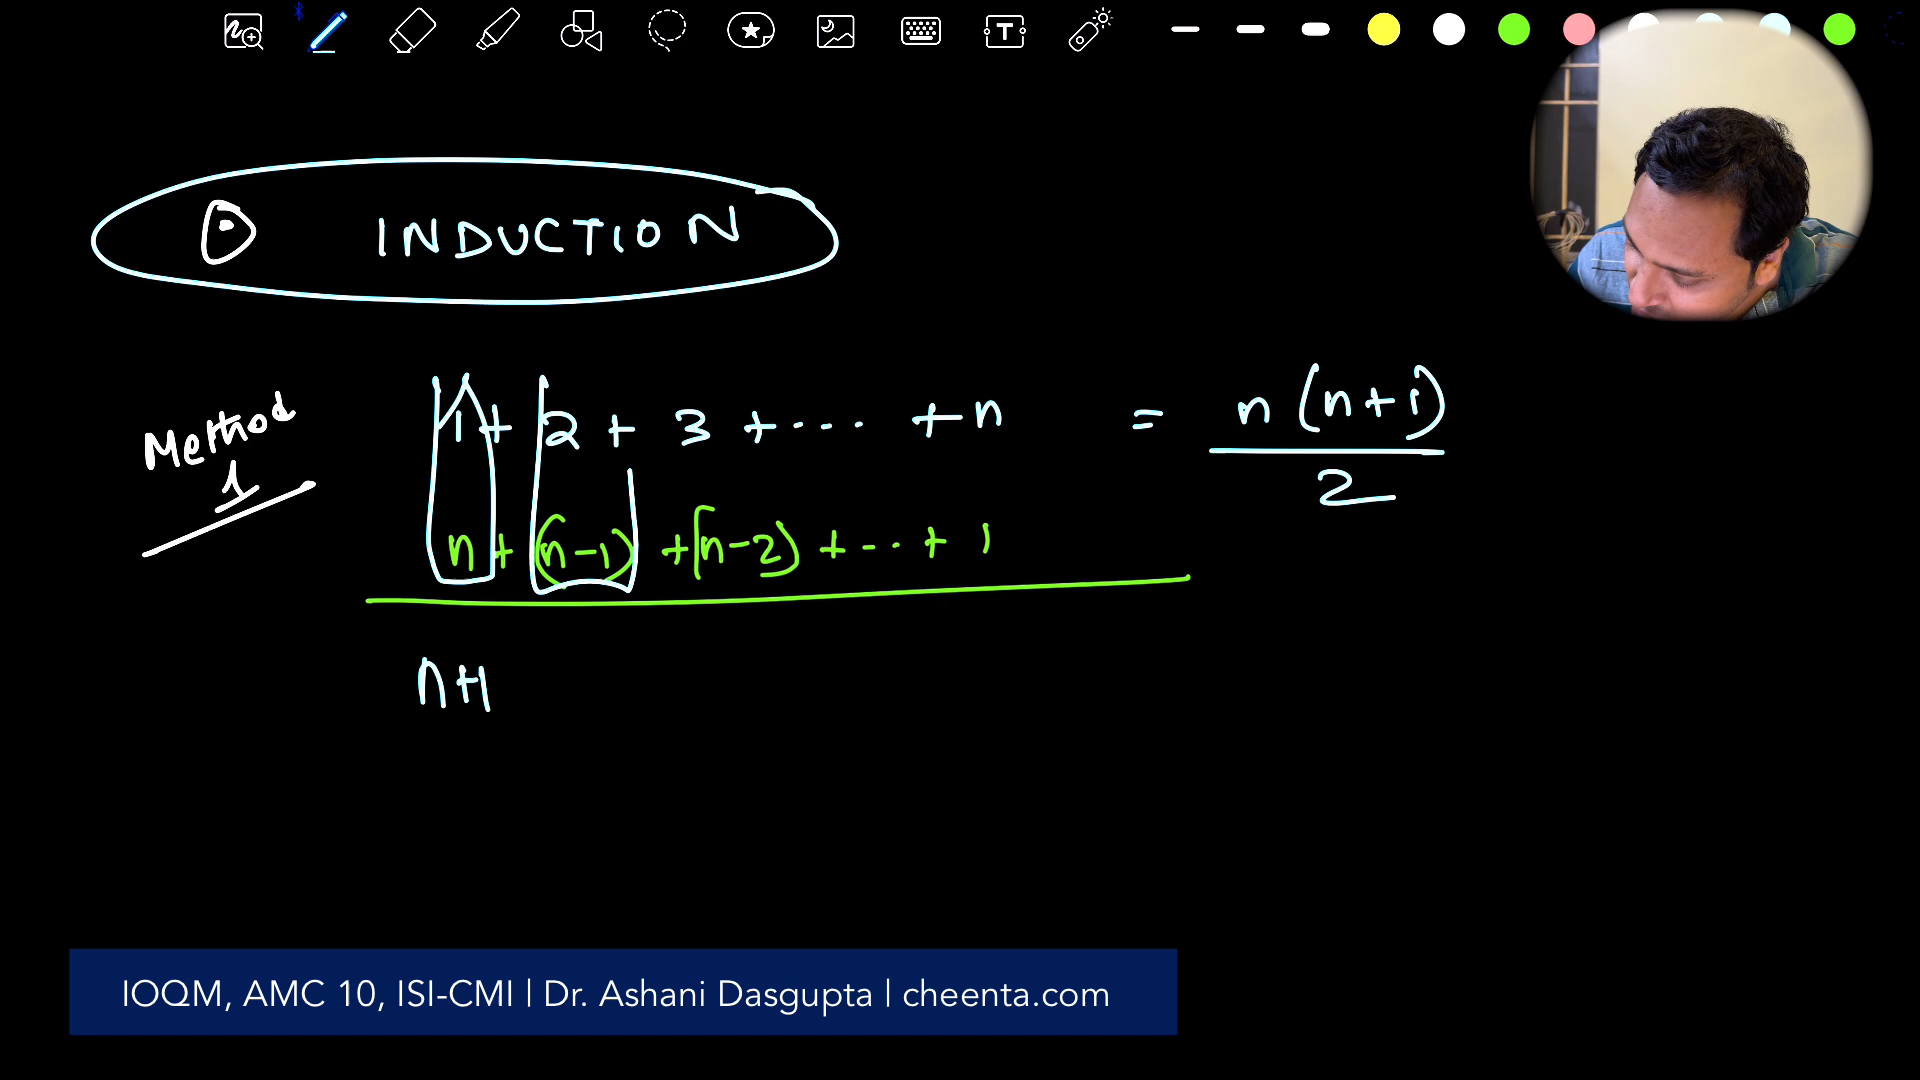 INDUCTION
Method 1
1 + 2 + 3 + ... + n = n (n+1) / 2
n + (n-1) + (n-2) + ... + 1
n+1
IOQM, AMC 10, ISI-CMI | Dr. Ashani Dasgupta | cheenta.com